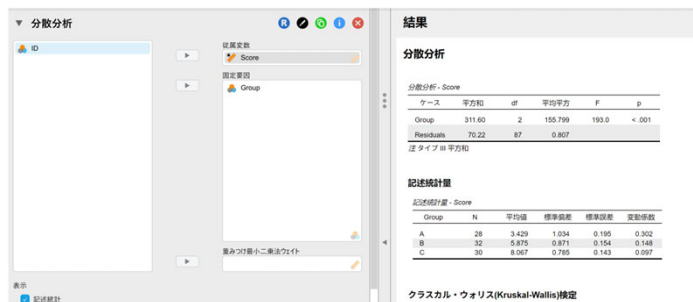 分散分析
R
i
ID
従属変数
Score
固定要因
Group
重みつけ最小二乗法ウェイト
表示
記述統計
結果
分散分析
分散分析 - Score
ケース 平方和 df 平均平方 F p
Group 311.60 2 155.799 193.0 < .001
Residuals 70.22 87 0.807
注 タイプ III 平方和
記述統計量
記述統計量 - Score
Group N 平均値 標準偏差 標準誤差 変動係数
A 28 3.429 1.034 0.195 0.302
B 32 5.875 0.871 0.154 0.148
C 30 8.067 0.785 0.143 0.097
クラスカル・ウォリス(Kruskal-Wallis)検定